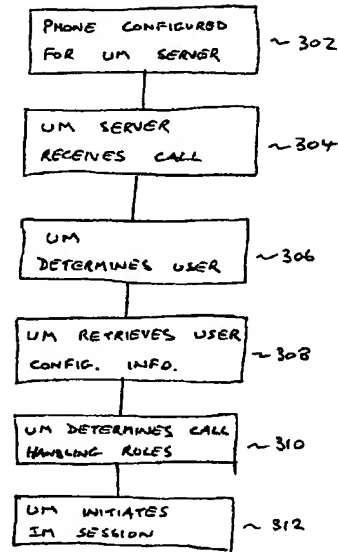 PHONE CONFIGURED
FOR UM SERVER
~302
UM SERVER
RECEIVES CALL
~304
UM
DETERMINES USER
~306
UM RETRIEVES USER
CONFIG. INFO.
~308
UM DETERMINES CALL
HANDLING RULES
~310
UM INITIATES
IM SESSION
~312